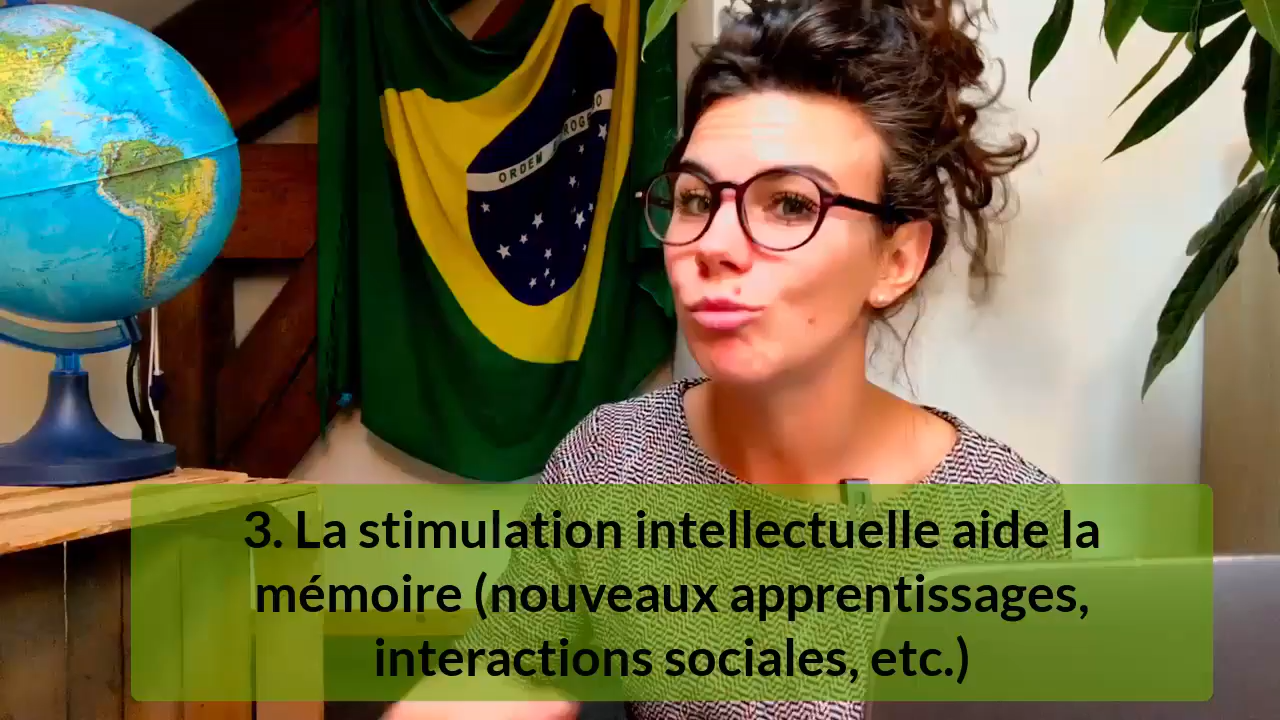 ORDEM E PROGRESSO
3. La stimulation intellectuelle aide la
mémoire (nouveaux apprentissages,
interactions sociales, etc.)